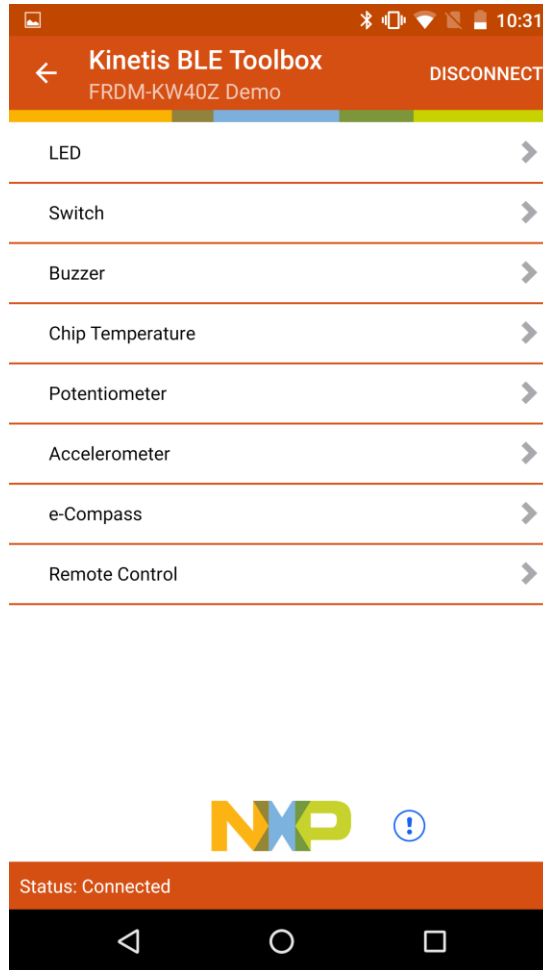 10:31
Kinetis BLE Toolbox
FRDM-KW40Z Demo
DISCONNECT
LED
Switch
Buzzer
Chip Temperature
Potentiometer
Accelerometer
e-Compass
Remote Control
NXP
Status: Connected